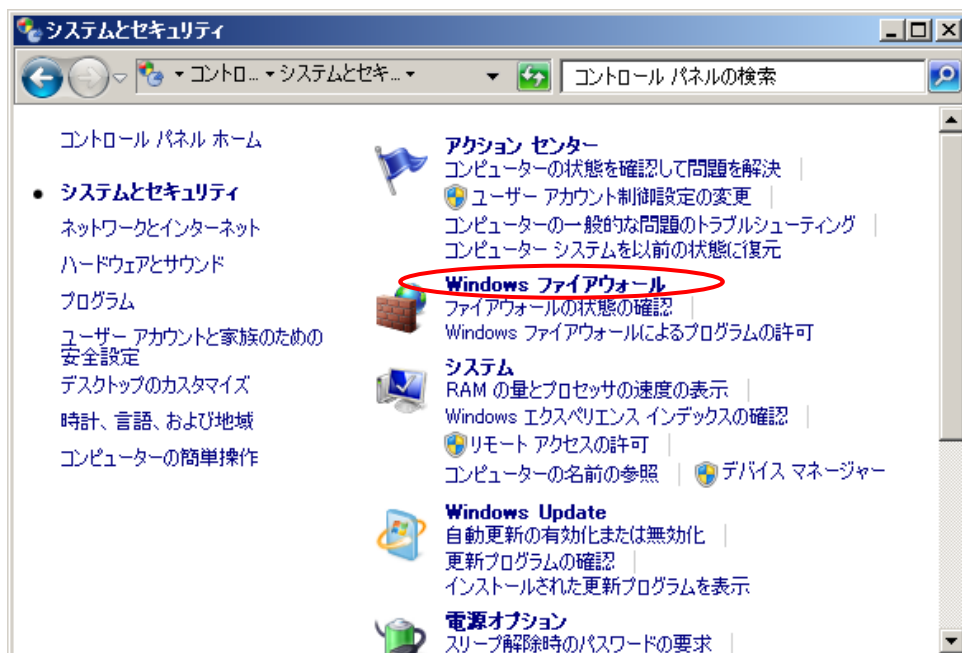 システムとセキュリティ
コントロ... システムとセキ...
コントロール パネルの検索
コントロール パネル ホーム
システムとセキュリティ
ネットワークとインターネット
ハードウェアとサウンド
プログラム
ユーザー アカウントと家族のための
安全設定
デスクトップのカスタマイズ
時計、言語、および地域
コンピューターの簡単操作
アクション センター
コンピューターの状態を確認して問題を解決
ユーザー アカウント制御設定の変更
コンピューターの一般的な問題のトラブルシューティング
コンピューター システムを以前の状態に復元
Windows ファイアウォール
ファイアウォールの状態の確認
Windows ファイアウォールによるプログラムの許可
システム
RAM の量とプロセッサの速度の表示
Windows エクスペリエンス インデックスの確認
リモート アクセスの許可
コンピューターの名前の参照 デバイス マネージャー
Windows Update
自動更新の有効化または無効化
更新プログラムの確認
インストールされた更新プログラムを表示
電源オプション
スリープ解除時のパスワードの要求